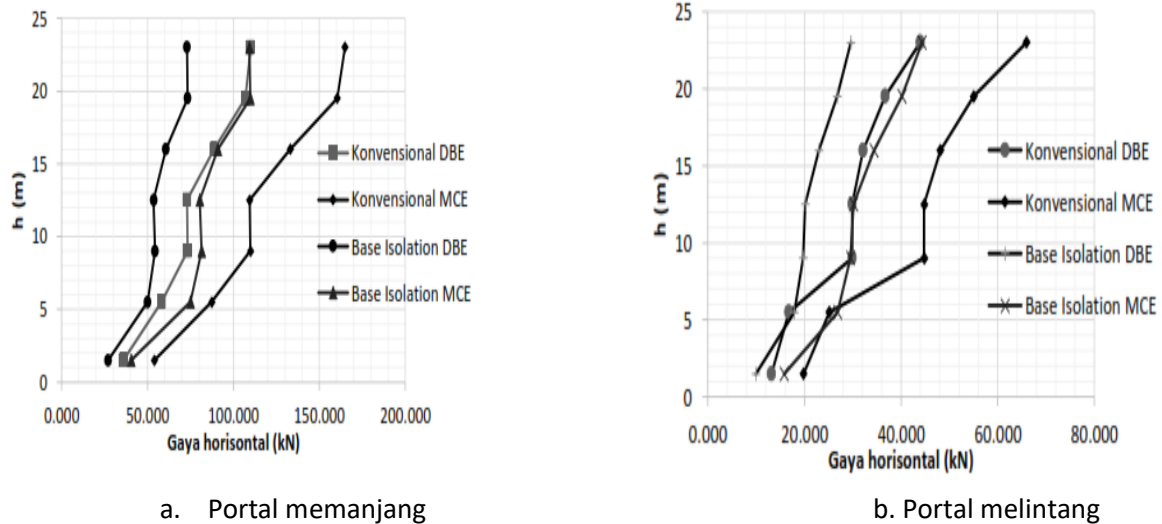 25
20
15
10
5
0
h (m)
0.000 50.000 100.000 150.000 200.000
Gaya horisontal (kN)
Konvensional DBE
Konvensional MCE
Base Isolation DBE
Base Isolation MCE
a. Portal memanjang
25
20
15
10
5
0
h (m)
0.000 20.000 40.000 60.000 80.000
Gaya horisontal (kN)
Konvensional DBE
Konvensional MCE
Base Isolation DBE
Base Isolation MCE
b. Portal melintang